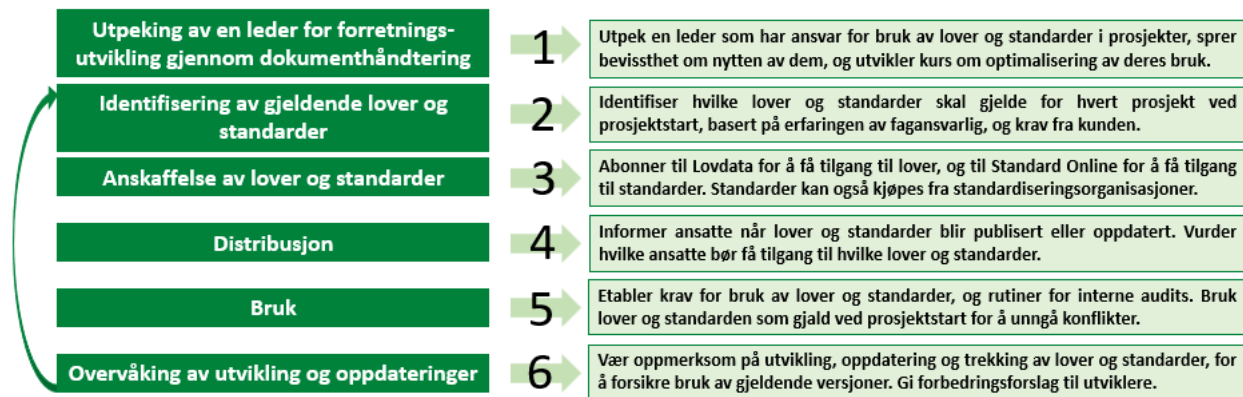 Utpeking av en leder for forretnings-
utvikling gjennom dokumenthåndtering
1
Utpek en leder som har ansvar for bruk av lover og standarder i prosjekter, sprer
bevissthet om nytten av dem, og utvikler kurs om optimalisering av deres bruk.
Identifisering av gjeldende lover og
standarder
2
Identifiser hvilke lover og standarder skal gjelde for hvert prosjekt ved
prosjektstart, basert på erfaringen av fagansvarlig, og krav fra kunden.
Anskaffelse av lover og standarder
3
Abonner til Lovdata for å få tilgang til lover, og til Standard Online for å få tilgang
til standarder. Standarder kan også kjøpes fra standardiseringsorganisasjoner.
Distribusjon
4
Informer ansatte når lover og standarder blir publisert eller oppdatert. Vurder
hvilke ansatte bør få tilgang til hvilke lover og standarder.
Bruk
5
Etabler krav for bruk av lover og standarder, og rutiner for interne audits. Bruk
lover og standarden som gjald ved prosjektstart for å unngå konflikter.
Overvåking av utvikling og oppdateringer
6
Vær oppmerksom på utvikling, oppdatering og trekking av lover og standarder, for
å forsikre bruk av gjeldende versjoner. Gi forbedringsforslag til utviklere.